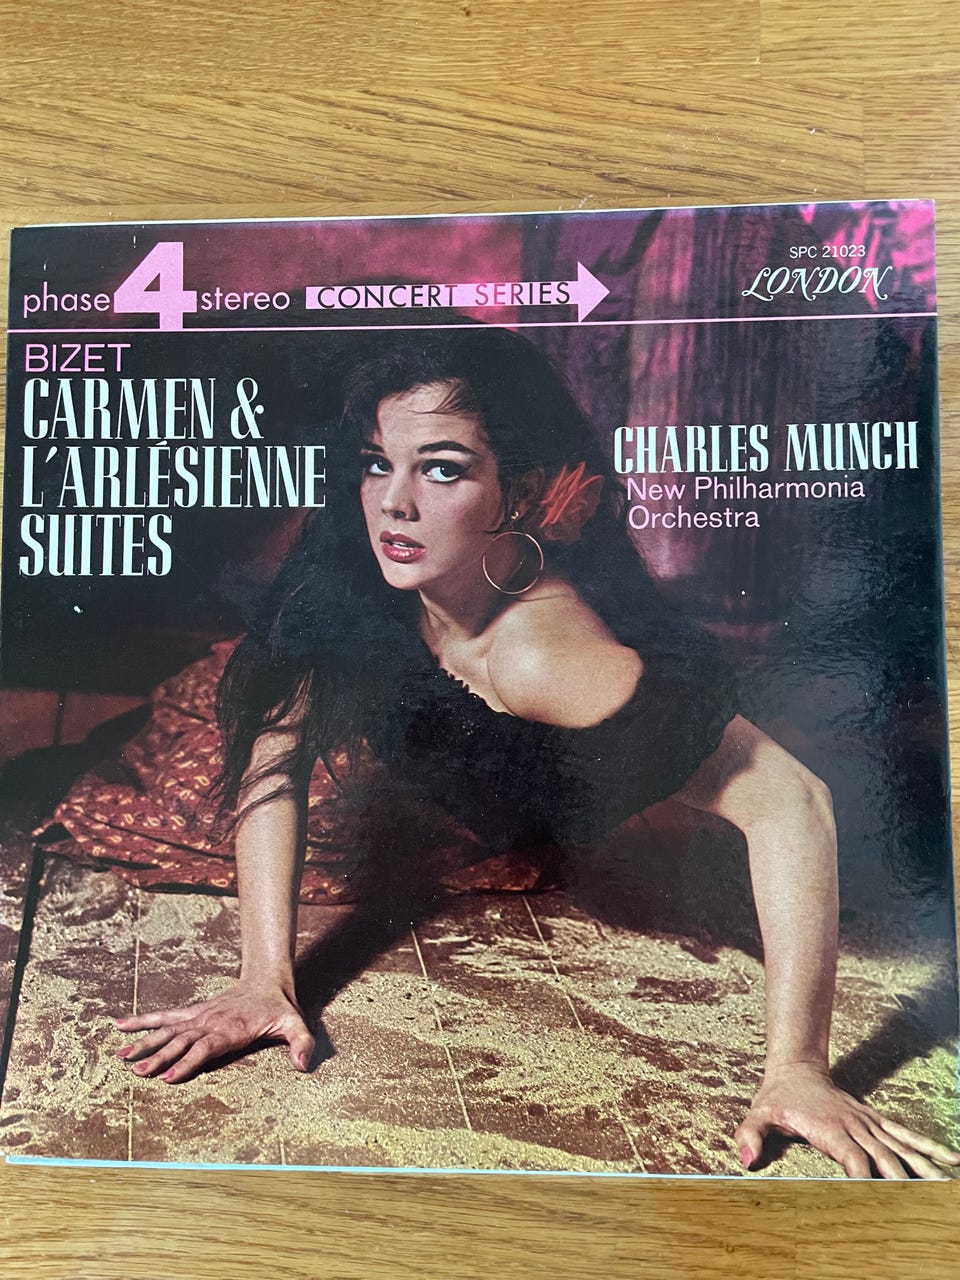 phase 4 stereo CONCERT SERIES
SPC 21023
LONDON
BIZET
CARMEN &
L'ARLÉSIENNE
SUITES
CHARLES MUNCH
New Philharmonia
Orchestra